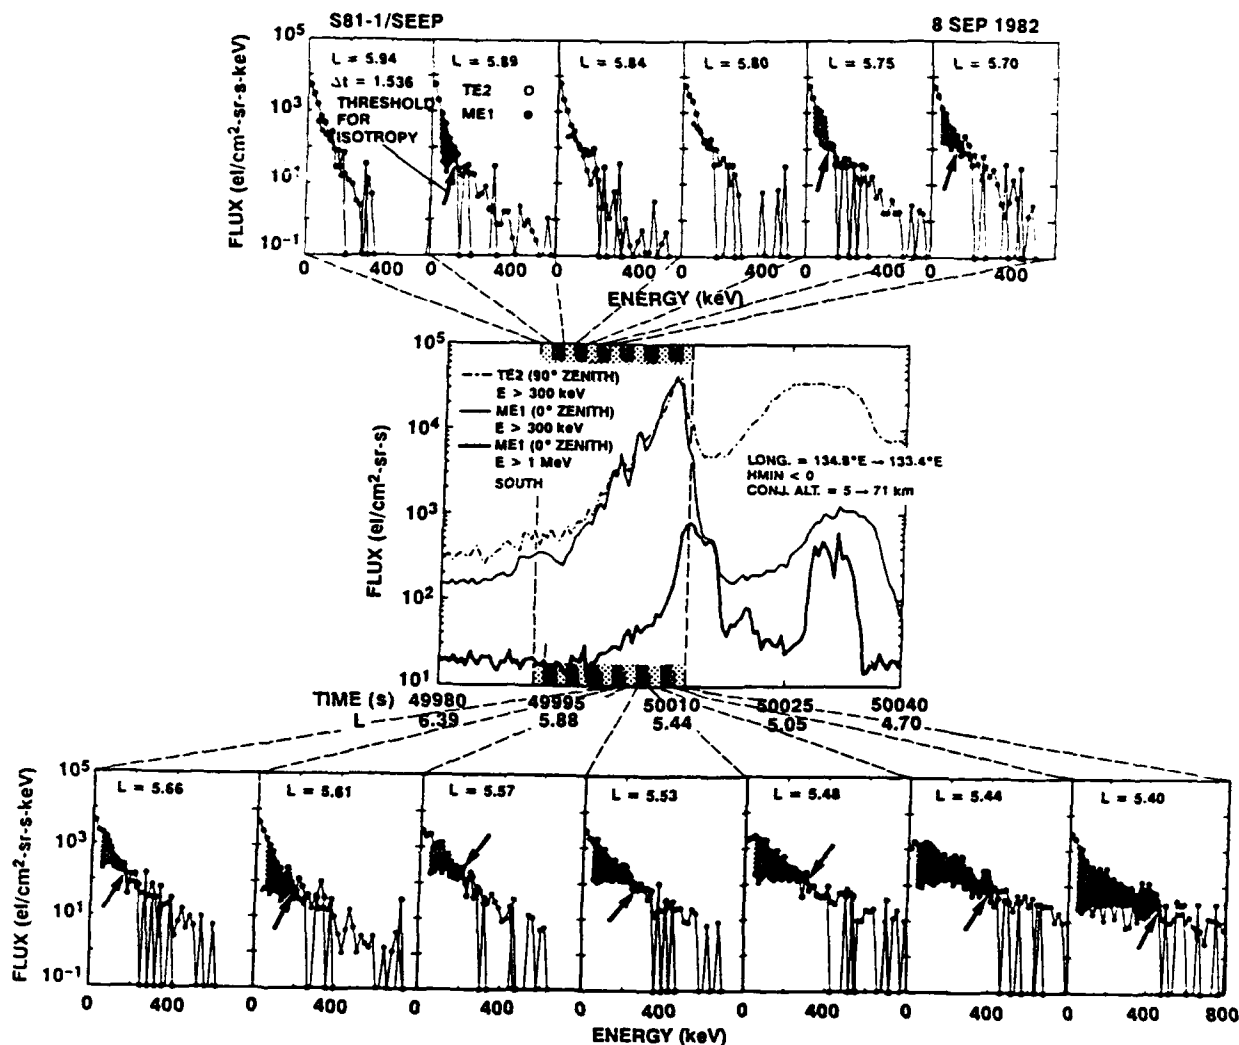 S81-1/SEEP 8 SEP 1982
10^5
10^3
10^1
10^-1
FLUX (el/cm²-sr-s-keV)
L = 5.94 L = 5.89 L = 5.84 L = 5.80 L = 5.75 L = 5.70
Δt = 1.536 TE2 o
THRESHOLD ME1 •
FOR
ISOTROPY
0 400 0 400 0 400 0 400 0 400 0 400
ENERGY (keV)
10^5
10^4
10^3
10^2
10^1
FLUX (el/cm²-sr-s)
TE2 (90° ZENITH)
E > 300 keV
ME1 (0° ZENITH)
E > 300 keV
ME1 (0° ZENITH)
E > 1 MeV
SOUTH
LONG. = 134.8°E → 133.4°E
HMIN < 0
CONJ. ALT. = 5 → 71 km
TIME (s) 49980 49995 50010 50025 50040
L 6.39 5.88 5.44 5.05 4.70
10^5
10^3
10^1
10^-1
FLUX (el/cm²-sr-s-keV)
L = 5.66 L = 5.61 L = 5.57 L = 5.53 L = 5.48 L = 5.44 L = 5.40
0 400 0 400 0 400 0 400 0 400 0 400 0 400 800
ENERGY (keV)